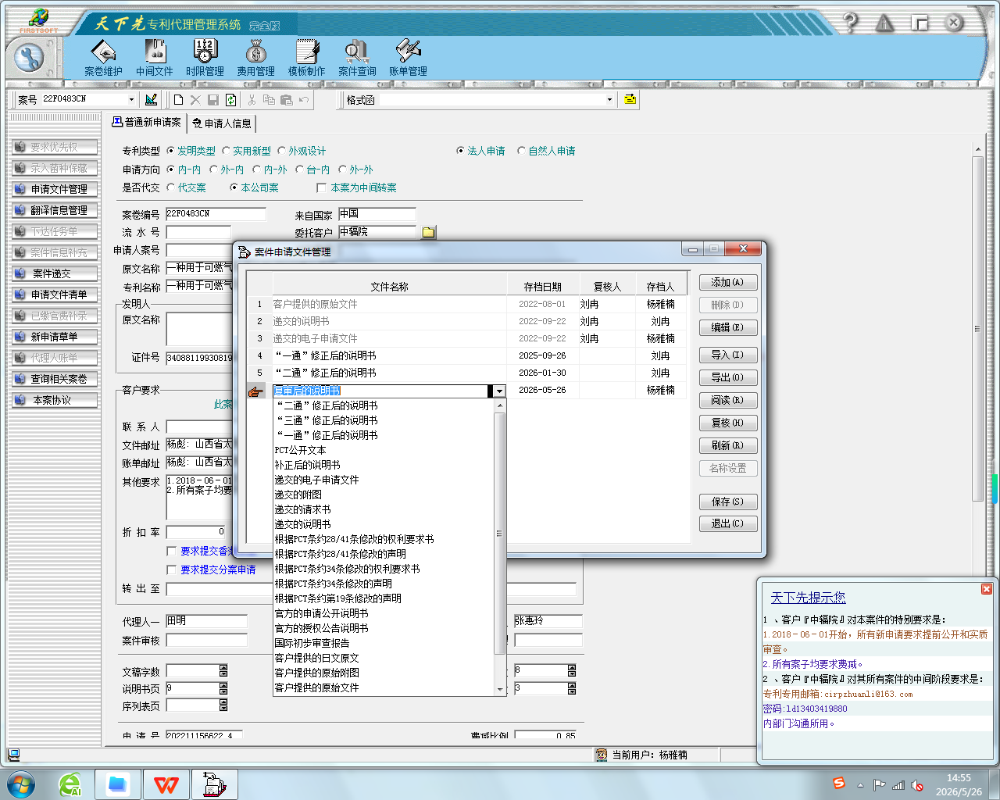 FIRSTSOFT
天下先专利代理管理系统 完全版
案卷维护 中间文件 时限管理 费用管理 模板制作 案件查询 账单管理
案号 22F0483CN 格式函
普通新申请案 申请人信息
要求优先权
录入菌种保藏
申请文件管理
翻译信息管理
下达任务单
案件信息补充
案件递交
申请文件清单
已缴官费补录
新申请草单
代理人账单
查询相关案卷
本案协议
专利类型 发明类型 实用新型 外观设计 法人申请 自然人申请
申请方向 内-内 外-内 内-外 台-内 外-外
是否代交 代交案 本公司案 本案为中间转案
案卷编号 22F0483CN 来自国家 中国
流水号 委托客户 中辐院
申请人案号
原文名称 一种用于可燃气
专利名称 一种用于可燃气
发明人
原文名称
证件号 34088119930819
客户要求
此案
联系人
文件邮址 杨彪: 山西省太
账单邮址 杨彪: 山西省太
其他要求 1.2018-06-01
2.所有案子均要
折扣率 0
要求提交香港
要求提交分案申请
转出至
代理人一 田明 张惠玲
案件审核
文稿字数 8
说明书页 9 3
序列表页
申请号 202211156622.4 费减比例 0.85
案件申请文件管理
文件名称 存档日期 复核人 存档人
1 客户提供的原始文件 2022-08-01 刘冉 杨雅楠
2 递交的说明书 2022-09-22 刘冉 刘冉
3 递交的电子申请文件 2022-09-22 刘冉 杨雅楠
4 “一通”修正后的说明书 2025-09-26 刘冉
5 “二通”修正后的说明书 2026-01-30 刘冉
复审后的说明书 2026-05-26 杨雅楠
“二通”修正后的说明书
“三通”修正后的说明书
“一通”修正后的说明书
PCT公开文本
补正后的说明书
递交的电子申请文件
递交的附图
递交的请求书
递交的说明书
根据PCT条约28/41条修改的权利要求书
根据PCT条约28/41条修改的声明
根据PCT条约34条修改的权利要求书
根据PCT条约34条修改的声明
根据PCT条约第19条修改的声明
官方的申请公开说明书
官方的授权公告说明书
国际初步审查报告
客户提供的日文原文
客户提供的原始附图
客户提供的原始文件
添加(A)
删除(D)
编辑(E)
导入(I)
导出(O)
阅读(R)
复核(H)
刷新(R)
名称设置
保存(S)
退出(C)
天下先提示您
1 、客户『中辐院』对本案件的特别要求是:
1.2018-06-01开始，所有新申请要求提前公开和实质
审查。
2.所有案子均要求费减。
2 、客户『中辐院』对其所有案件的中间阶段要求是:
专利专用邮箱:cirpzhuanli@163.com
密码:ld13403419880
内部门沟通所用。
当前用户: 杨雅楠
14:55
2026/5/26